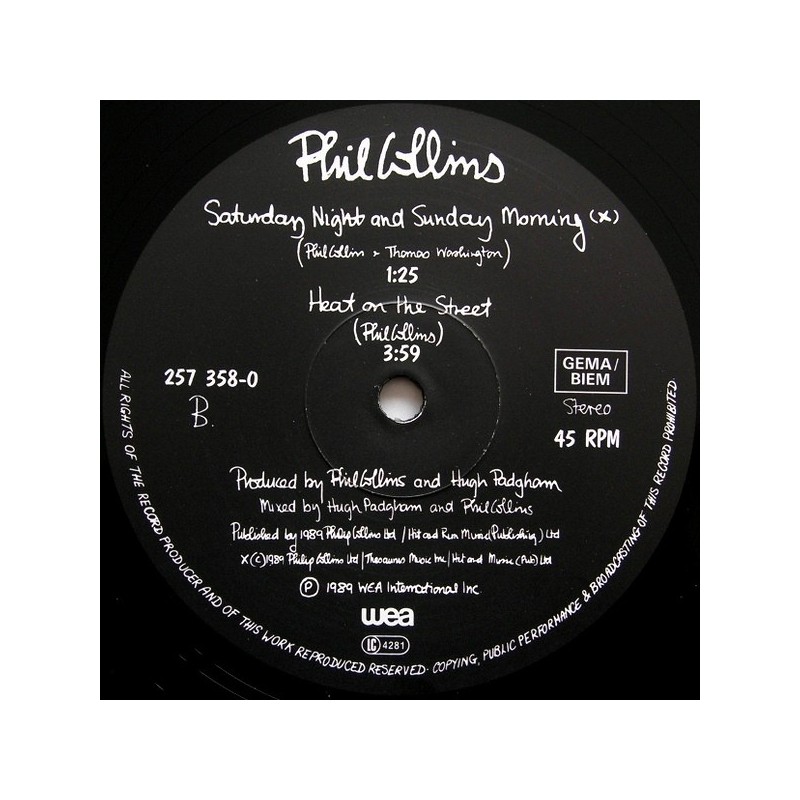 Phil Collins
Saturday Night and Sunday Morning (x)
(Phil Collins x Thomas Washington)
1:25
Heat on the Street
(Phil Collins)
3:59
257 358-0
B.
GEMA/
BIEM
Stereo
45 RPM
Produced by Phil Collins and Hugh Padgham
Mixed by Hugh Padgham and Phil Collins
Published by 1989 Philip Collins Ltd / Hit and Run Music (Publishing) Ltd
X (c) 1989 Philip Collins Ltd / Thesaurus Music Inc / Hit and Music (Pub) Ltd
Ⓟ 1989 WEA International Inc.
wea
LC 4281
ALL RIGHTS OF THE RECORD PRODUCER AND OF THIS WORK REPRODUCED RESERVED· COPYING, PUBLIC PERFORMANCE & BROADCASTING OF THIS RECORD PROHIBITED